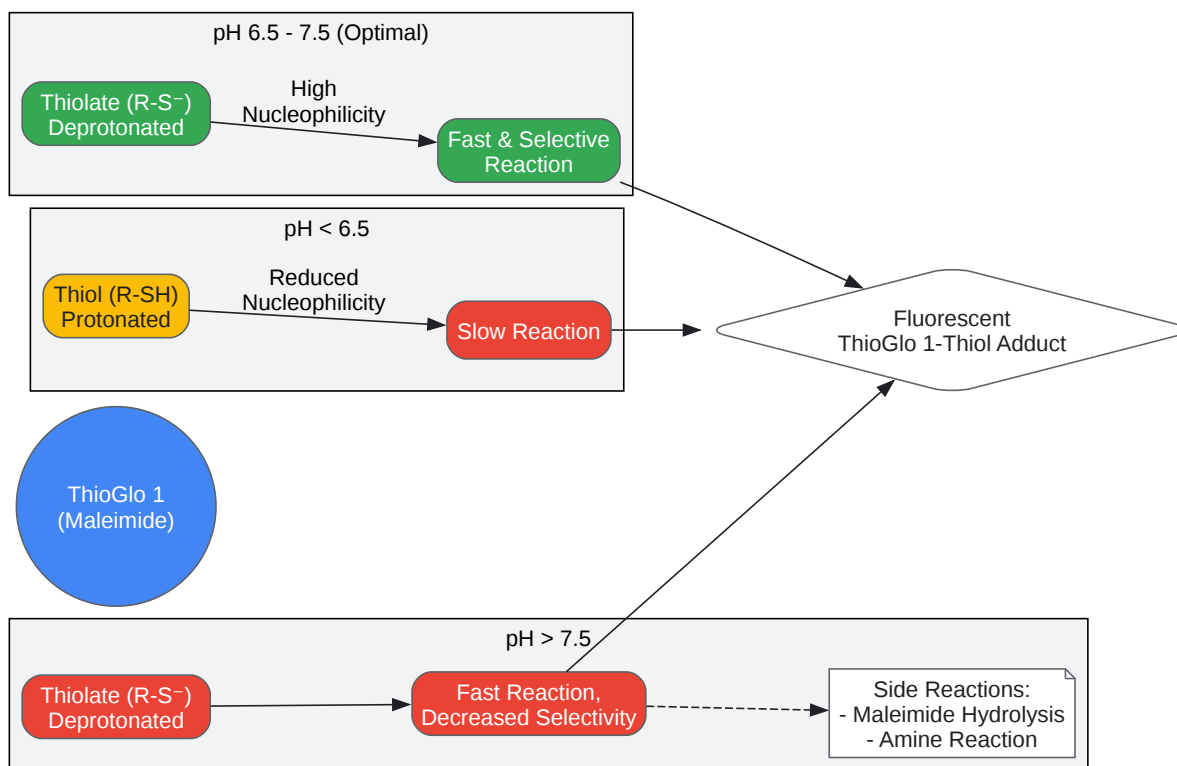 pH 6.5 - 7.5 (Optimal)
Thiolate (R-S⁻)
Deprotonated
High
Nucleophilicity
Fast & Selective
Reaction
pH < 6.5
Thiol (R-SH)
Protonated
Reduced
Nucleophilicity
Slow Reaction
Fluorescent
ThioGlo 1-Thiol Adduct
ThioGlo 1
(Maleimide)
pH > 7.5
Thiolate (R-S⁻)
Deprotonated
Fast Reaction,
Decreased Selectivity
Side Reactions:
- Maleimide Hydrolysis
- Amine Reaction